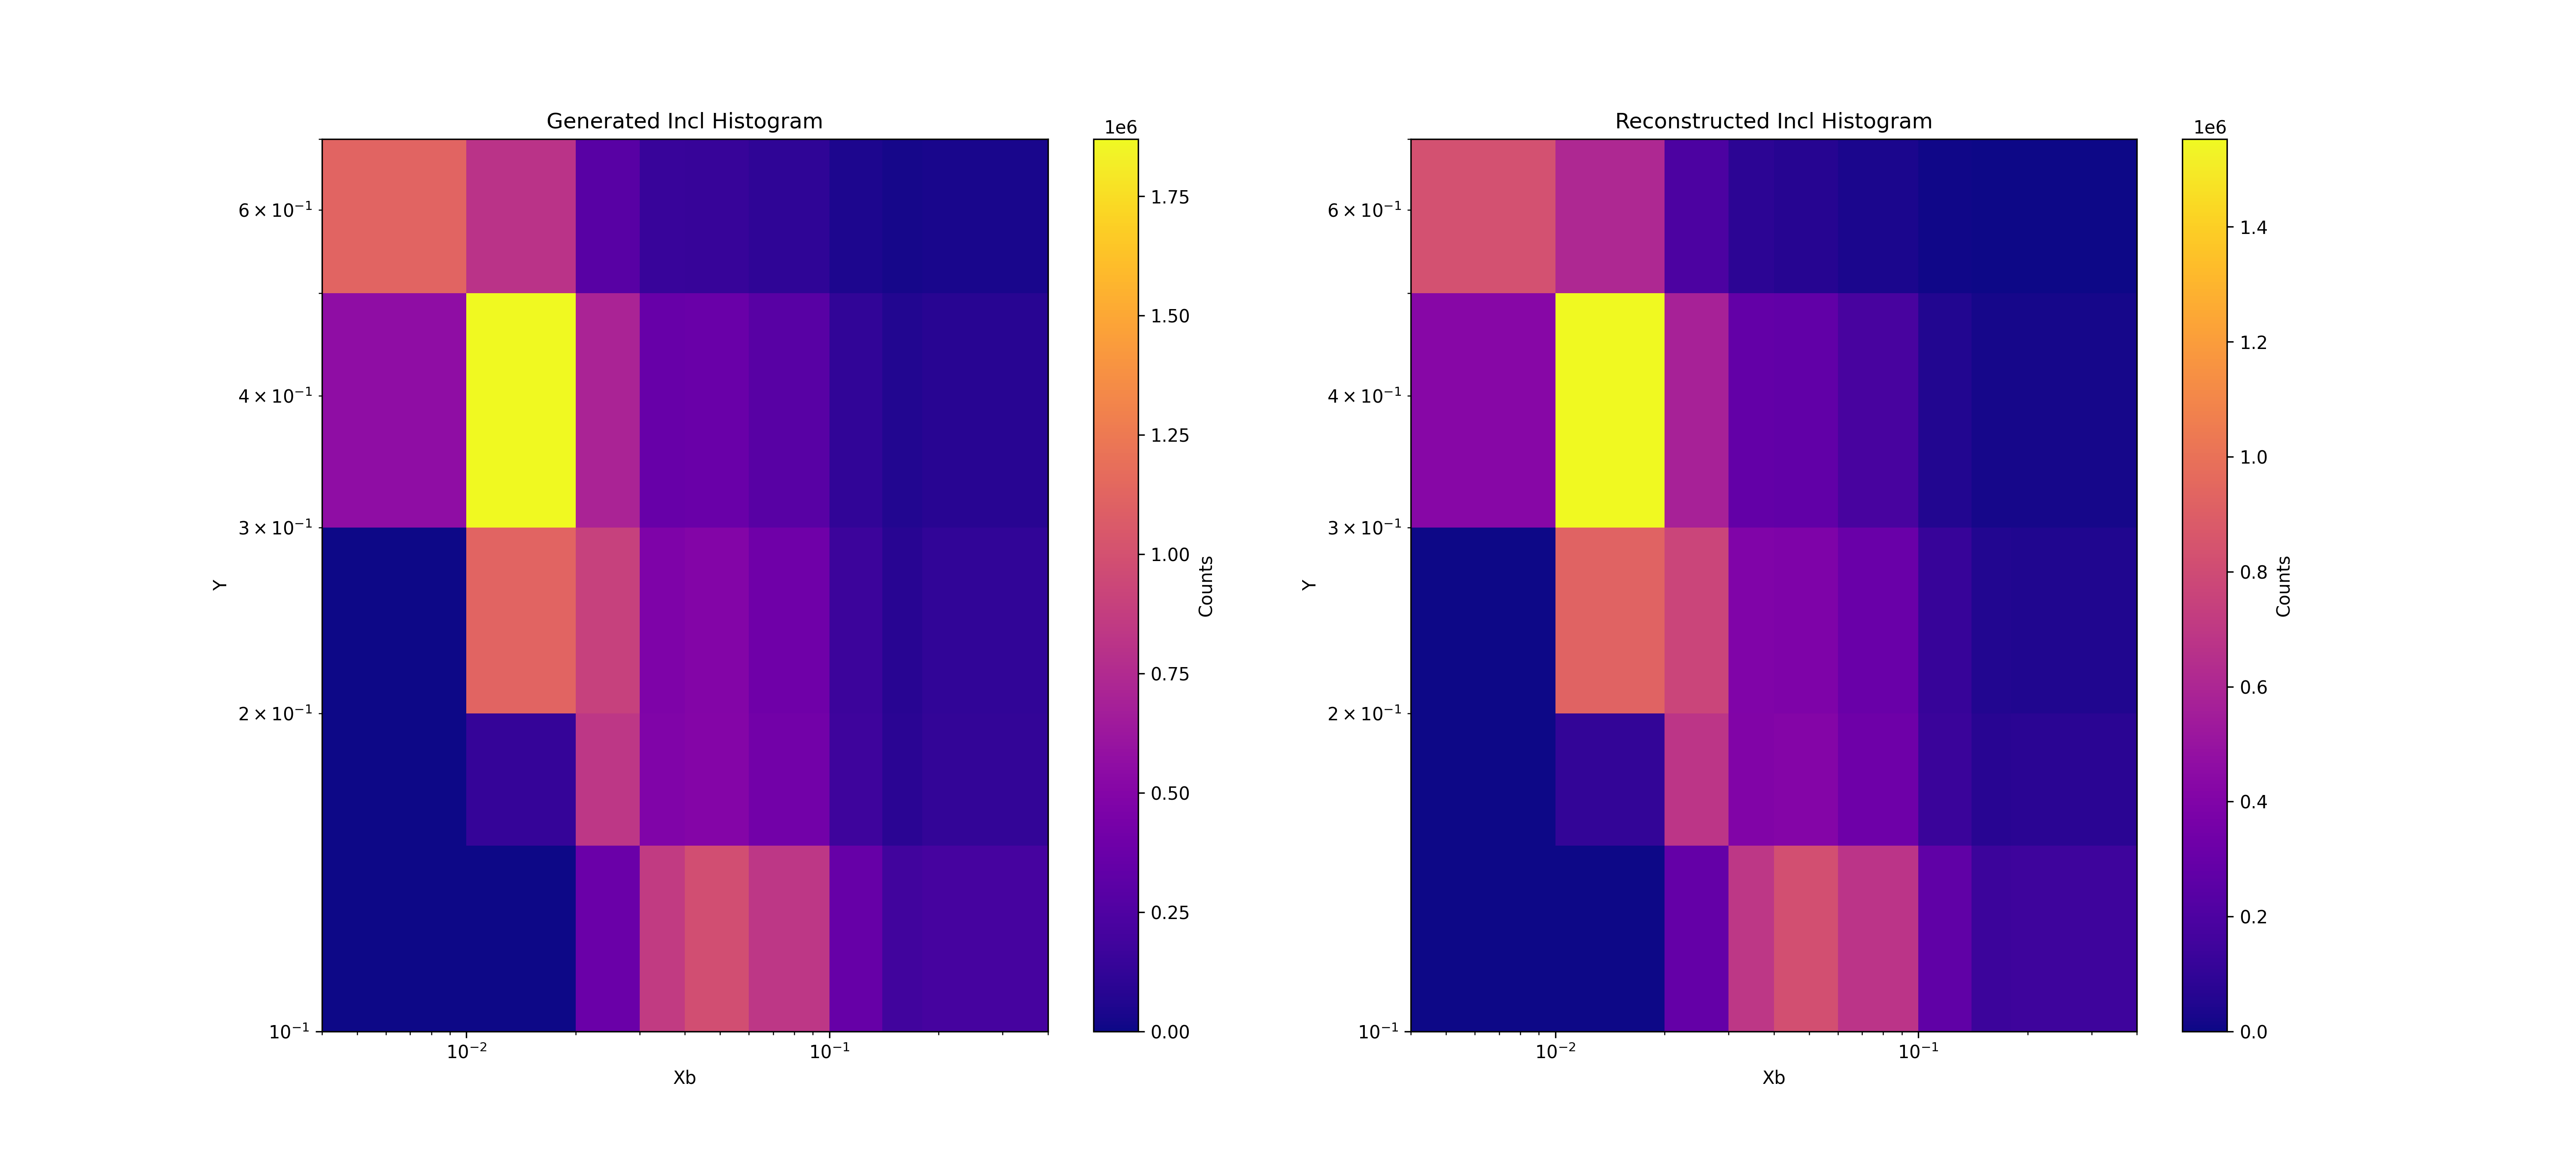 Generated Incl Histogram
1e6
6 × 10⁻¹
4 × 10⁻¹
3 × 10⁻¹
2 × 10⁻¹
10⁻¹
Y
10⁻²
10⁻¹
Xb
1.75
1.50
1.25
1.00
0.75
0.50
0.25
0.00
Counts
Reconstructed Incl Histogram
1e6
6 × 10⁻¹
4 × 10⁻¹
3 × 10⁻¹
2 × 10⁻¹
10⁻¹
Y
10⁻²
10⁻¹
Xb
1.4
1.2
1.0
0.8
0.6
0.4
0.2
0.0
Counts